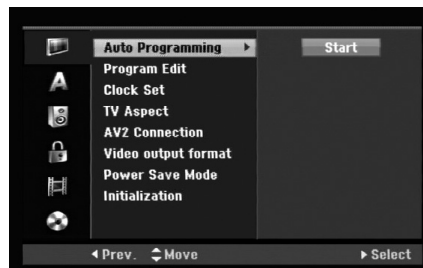 Auto Programming
Start
Program Edit
Clock Set
TV Aspect
AV2 Connection
Video output format
Power Save Mode
Initialization
A
Prev. Move Select